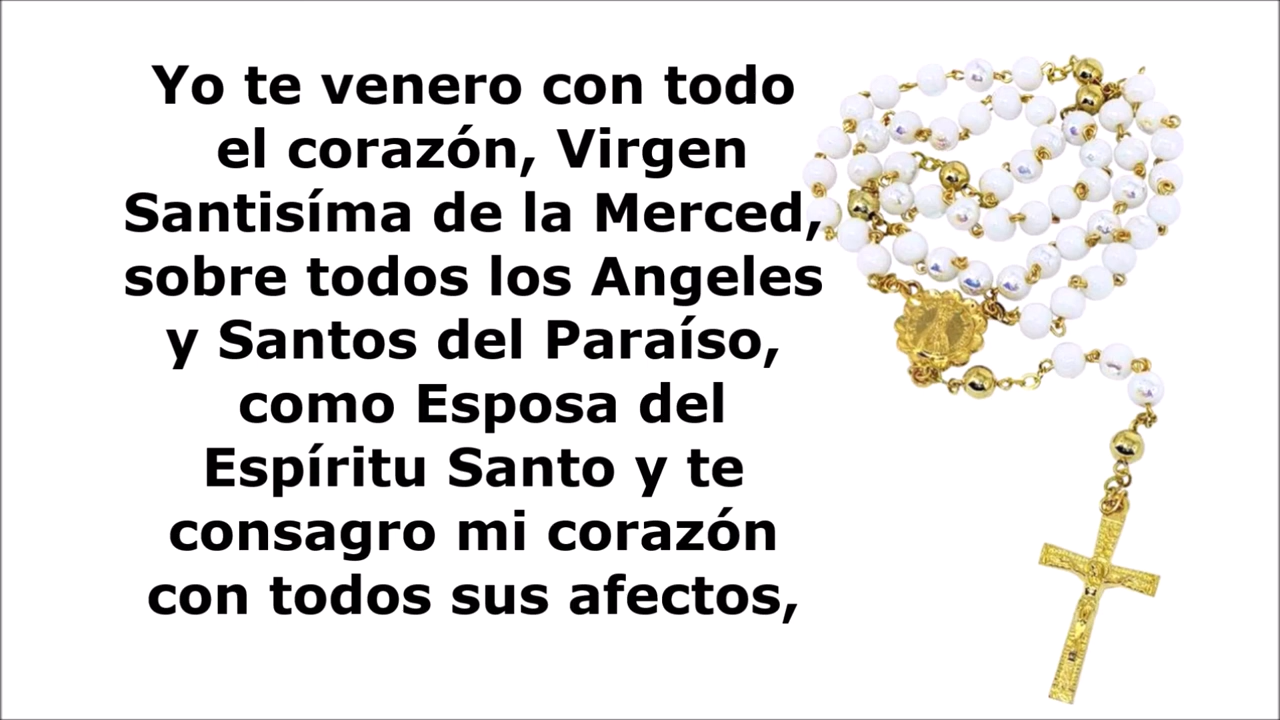 Yo te venero con todo
el corazón, Virgen
Santisíma de la Merced,
sobre todos los Angeles
y Santos del Paraíso,
como Esposa del
Espíritu Santo y te
consagro mi corazón
con todos sus afectos,